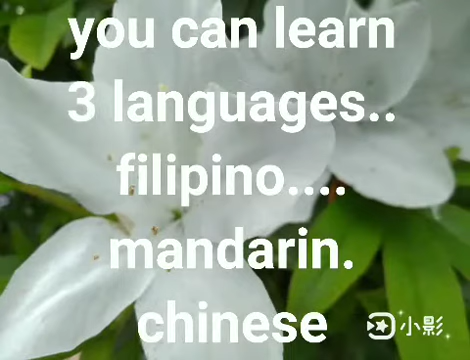 you can learn
3 languages..
filipino....
mandarin.
chinese
小影